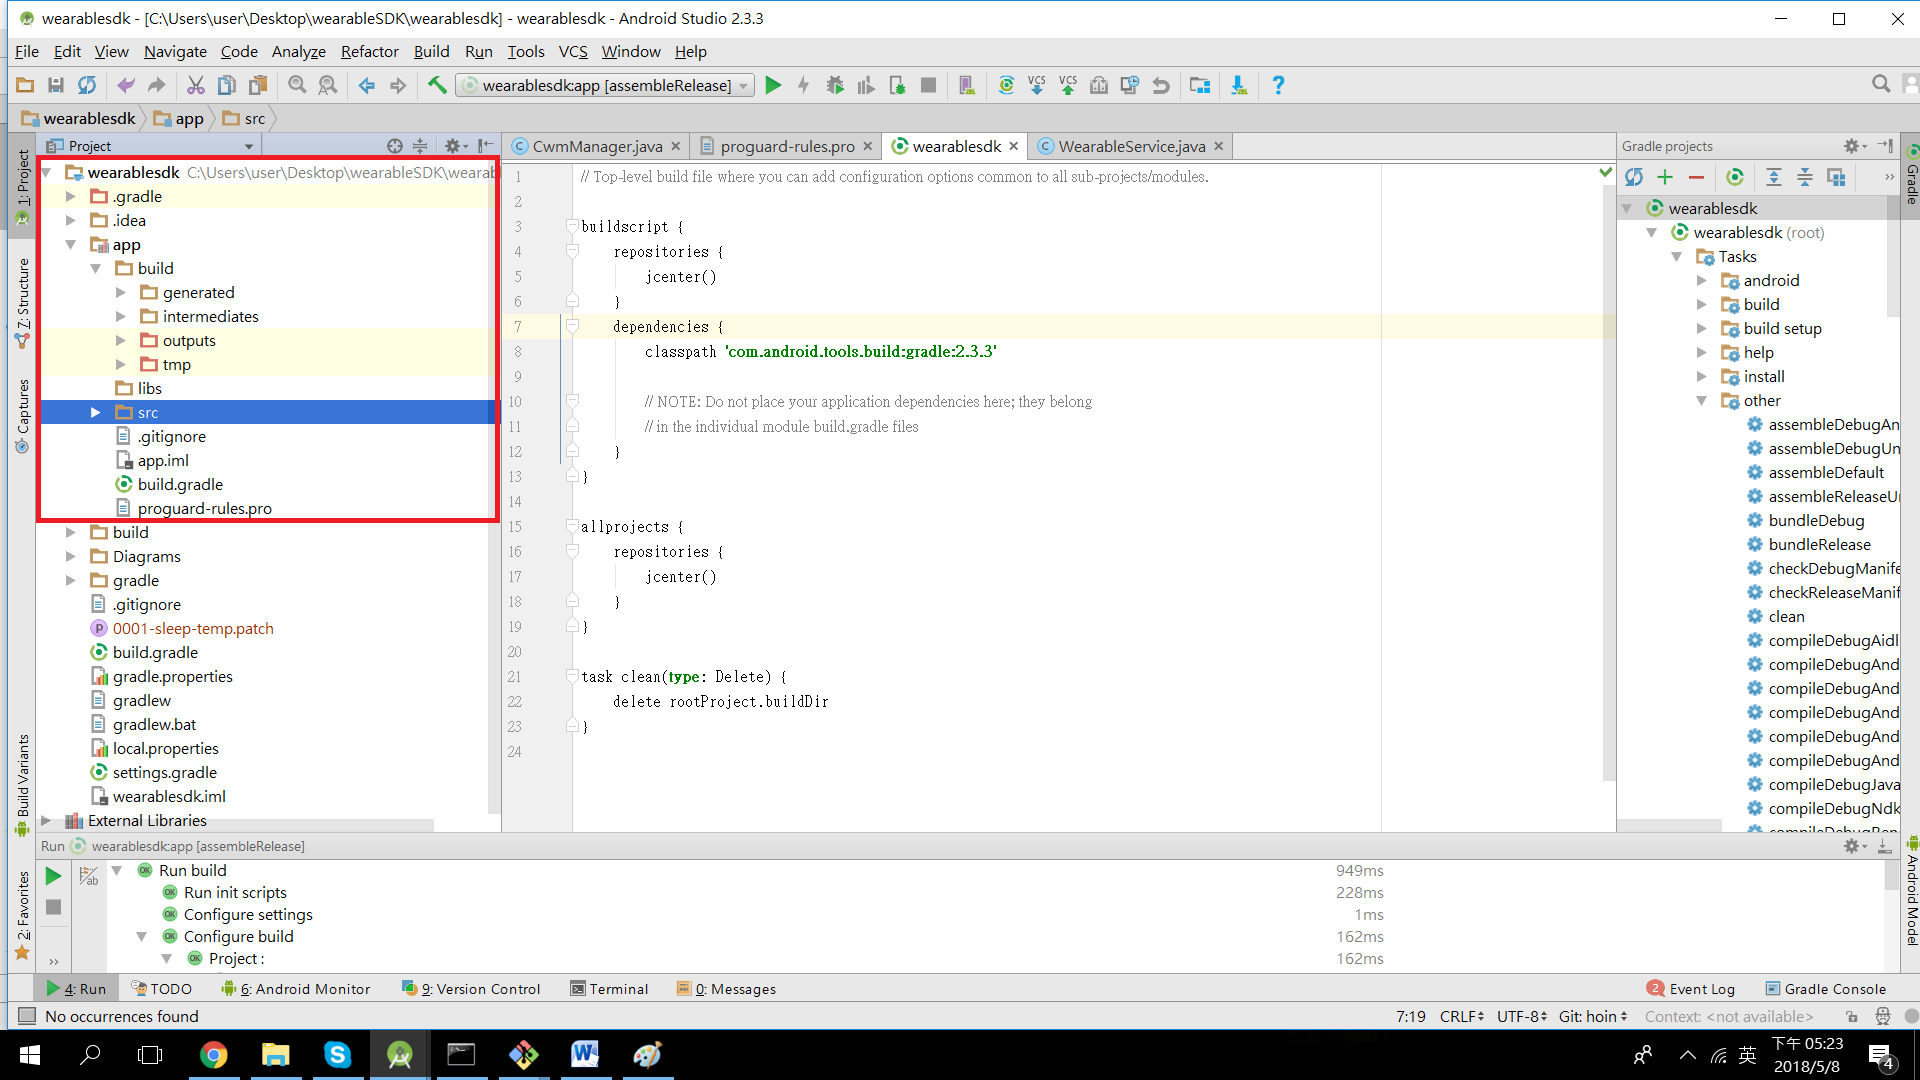 wearablesdk - [C:\Users\user\Desktop\wearableSDK\wearablesdk] - wearablesdk - Android Studio 2.3.3
File Edit View Navigate Code Analyze Refactor Build Run Tools VCS Window Help
wearablesdk:app [assembleRelease]
VCS VCS
wearablesdk app src
Project
1: Project
7: Structure
Captures
Build Variants
2: Favorites
wearablesdk C:\Users\user\Desktop\wearableSDK\wearabl
.gradle
.idea
app
build
generated
intermediates
outputs
tmp
libs
src
.gitignore
app.iml
build.gradle
proguard-rules.pro
build
Diagrams
gradle
.gitignore
0001-sleep-temp.patch
build.gradle
gradle.properties
gradlew
gradlew.bat
local.properties
settings.gradle
wearablesdk.iml
External Libraries
CwmManager.java proguard-rules.pro wearablesdk WearableService.java
1 // Top-level build file where you can add configuration options common to all sub-projects/modules.
2
3 buildscript {
4 repositories {
5 jcenter()
6 }
7 dependencies {
8 classpath 'com.android.tools.build:gradle:2.3.3'
9
10 // NOTE: Do not place your application dependencies here; they belong
11 // in the individual module build.gradle files
12 }
13 }
14
15 allprojects {
16 repositories {
17 jcenter()
18 }
19 }
20
21 task clean(type: Delete) {
22 delete rootProject.buildDir
23 }
24
Gradle projects
wearablesdk
wearablesdk (root)
Tasks
android
build
build setup
help
install
other
assembleDebugAn
assembleDebugUn
assembleDefault
assembleReleaseU
bundleDebug
bundleRelease
checkDebugManife
checkReleaseManif
clean
compileDebugAidl
compileDebugAnd
compileDebugAnd
compileDebugAnd
compileDebugAnd
compileDebugAnd
compileDebugJava
compileDebugNdk
Gradle
Android Model
Run wearablesdk:app [assembleRelease]
OK Run build 949ms
OK Run init scripts 228ms
OK Configure settings 1ms
OK Configure build 162ms
OK Project : 162ms
4: Run TODO 6: Android Monitor 9: Version Control Terminal 0: Messages 2 Event Log Gradle Console
No occurrences found 7:19 CRLF UTF-8 Git: hoin Context: <not available>
英
下午 05:23
2018/5/8
4